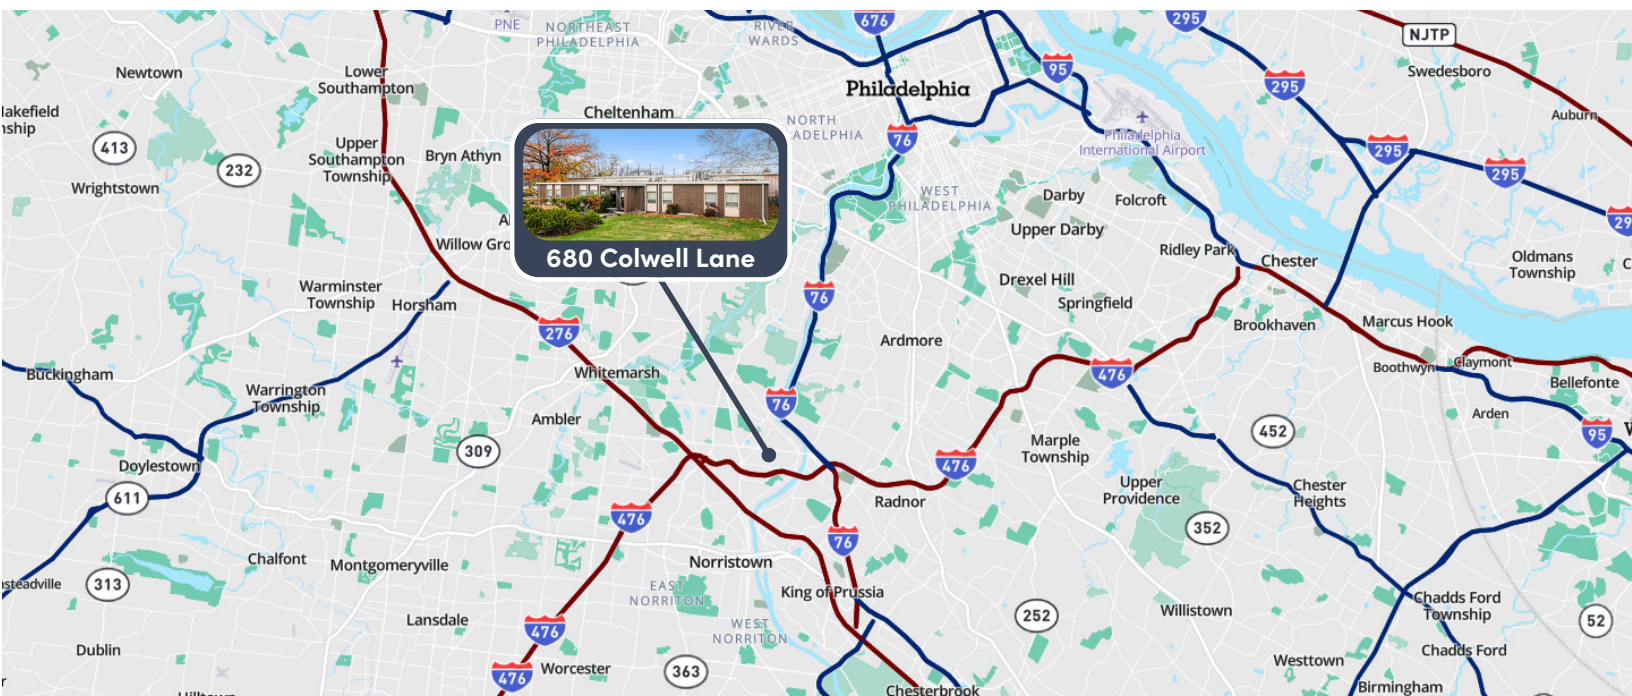 PNE
NORTHEAST
PHILADELPHIA
RIVER
WARDS
676
295
NJTP
Newtown
Lower
Southampton
95
Swedesboro
295
Philadelphia
Cheltenham
Auburn
lakefield
nship
NORTH
ADELPHIA
Philadelphia
International Airport
413
Upper
Southampton
Township
Bryn Athyn
76
295
232
295
Wrightstown
WEST
PHILADELPHIA
Darby
Folcroft
29
Willow Gro
Upper Darby
Ridley Park
Chester
680 Colwell Lane
Oldmans
Township
C
Drexel Hill
Warminster
Township
Horsham
76
Springfield
276
Ardmore
Brookhaven
Marcus Hook
Buckingham
Whitemarsh
476
Boothwyn
Claymont
Bellefonte
Warrington
Township
76
Ambler
Arden
452
95
309
Marple
Township
Doylestown
476
611
Radnor
Upper
Providence
Chester
Heights
476
352
76
Chalfont
Montgomeryville
Norristown
steadville
313
EAST
NORRITON
King of Prussia
Chadds Ford
Township
Lansdale
252
Willistown
52
476
WEST
NORRITON
Dublin
Chadds Ford
Worcester
363
Westtown
476
Chesterbrook
Birmingham